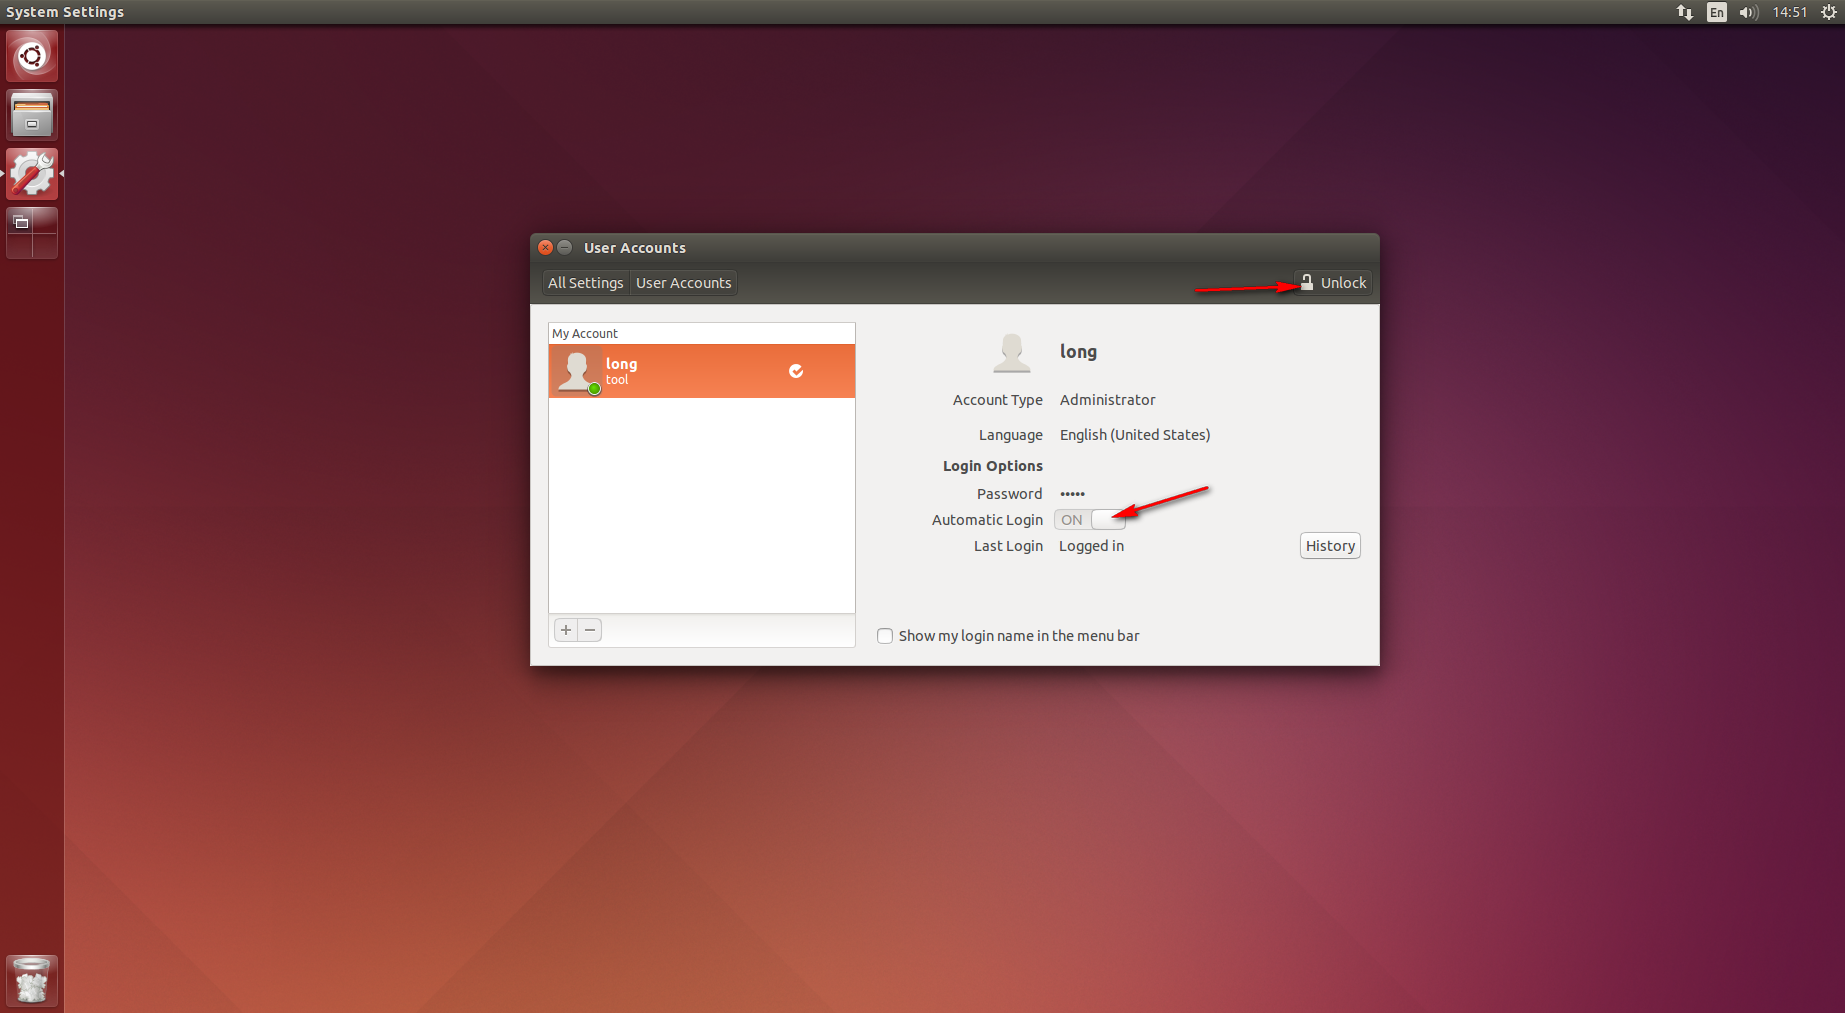 System Settings
En
14:51
User Accounts
All Settings User Accounts
Unlock
My Account
long
tool
long
Account Type Administrator
Language English (United States)
Login Options
Password •••••
Automatic Login ON
Last Login Logged in
History
+ −
Show my login name in the menu bar